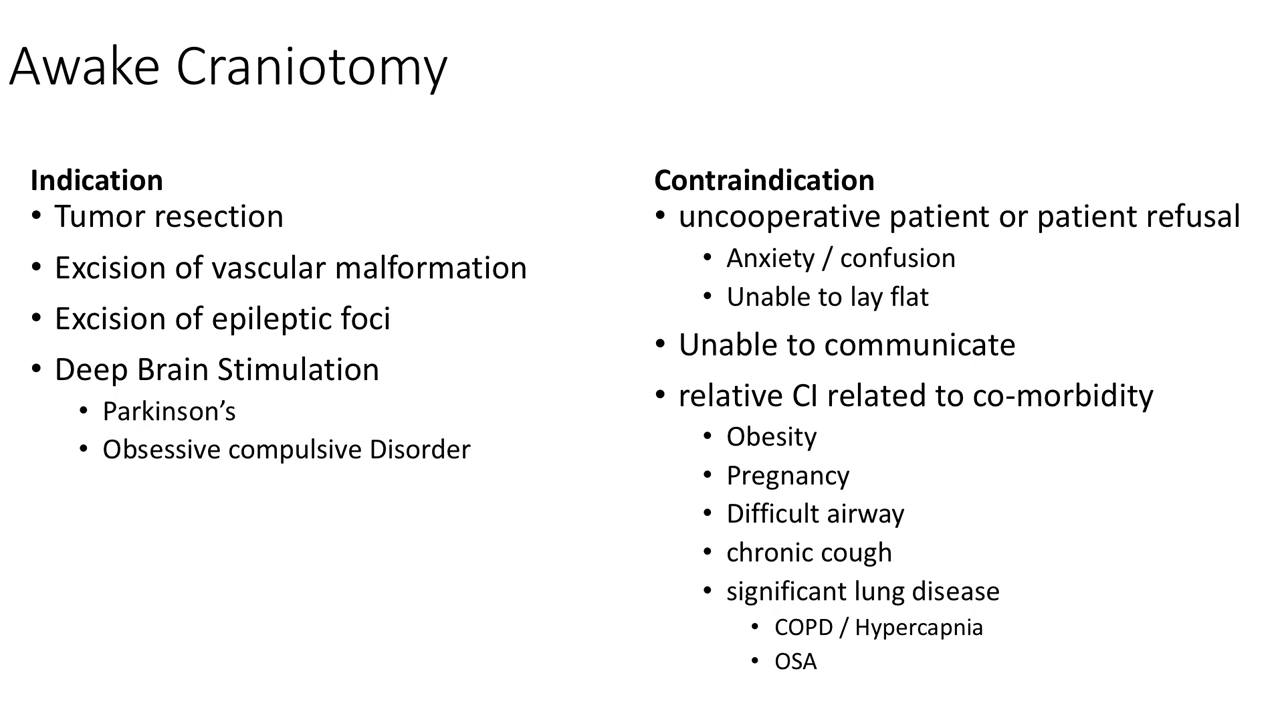 Awake Craniotomy
Indication
• Tumor resection
• Excision of vascular malformation
• Excision of epileptic foci
• Deep Brain Stimulation
• Parkinson’s
• Obsessive compulsive Disorder
Contraindication
• uncooperative patient or patient refusal
• Anxiety / confusion
• Unable to lay flat
• Unable to communicate
• relative CI related to co-morbidity
• Obesity
• Pregnancy
• Difficult airway
• chronic cough
• significant lung disease
• COPD / Hypercapnia
• OSA